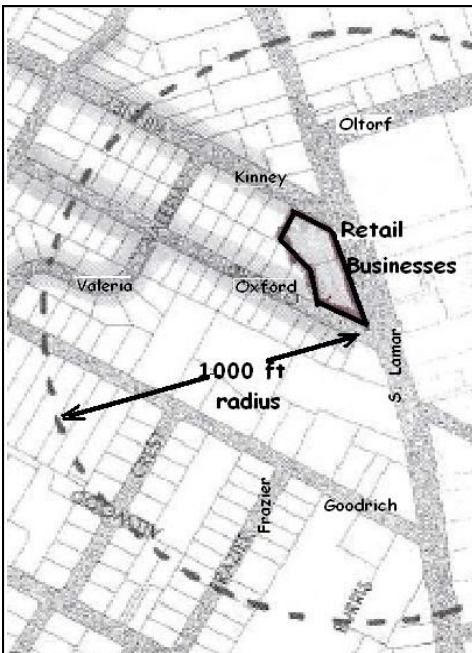 Oltorf
Kinney
Retail
Businesses
Valeria
Oxford
1000 ft
radius
S. Lamar
Goodrich
Frazier